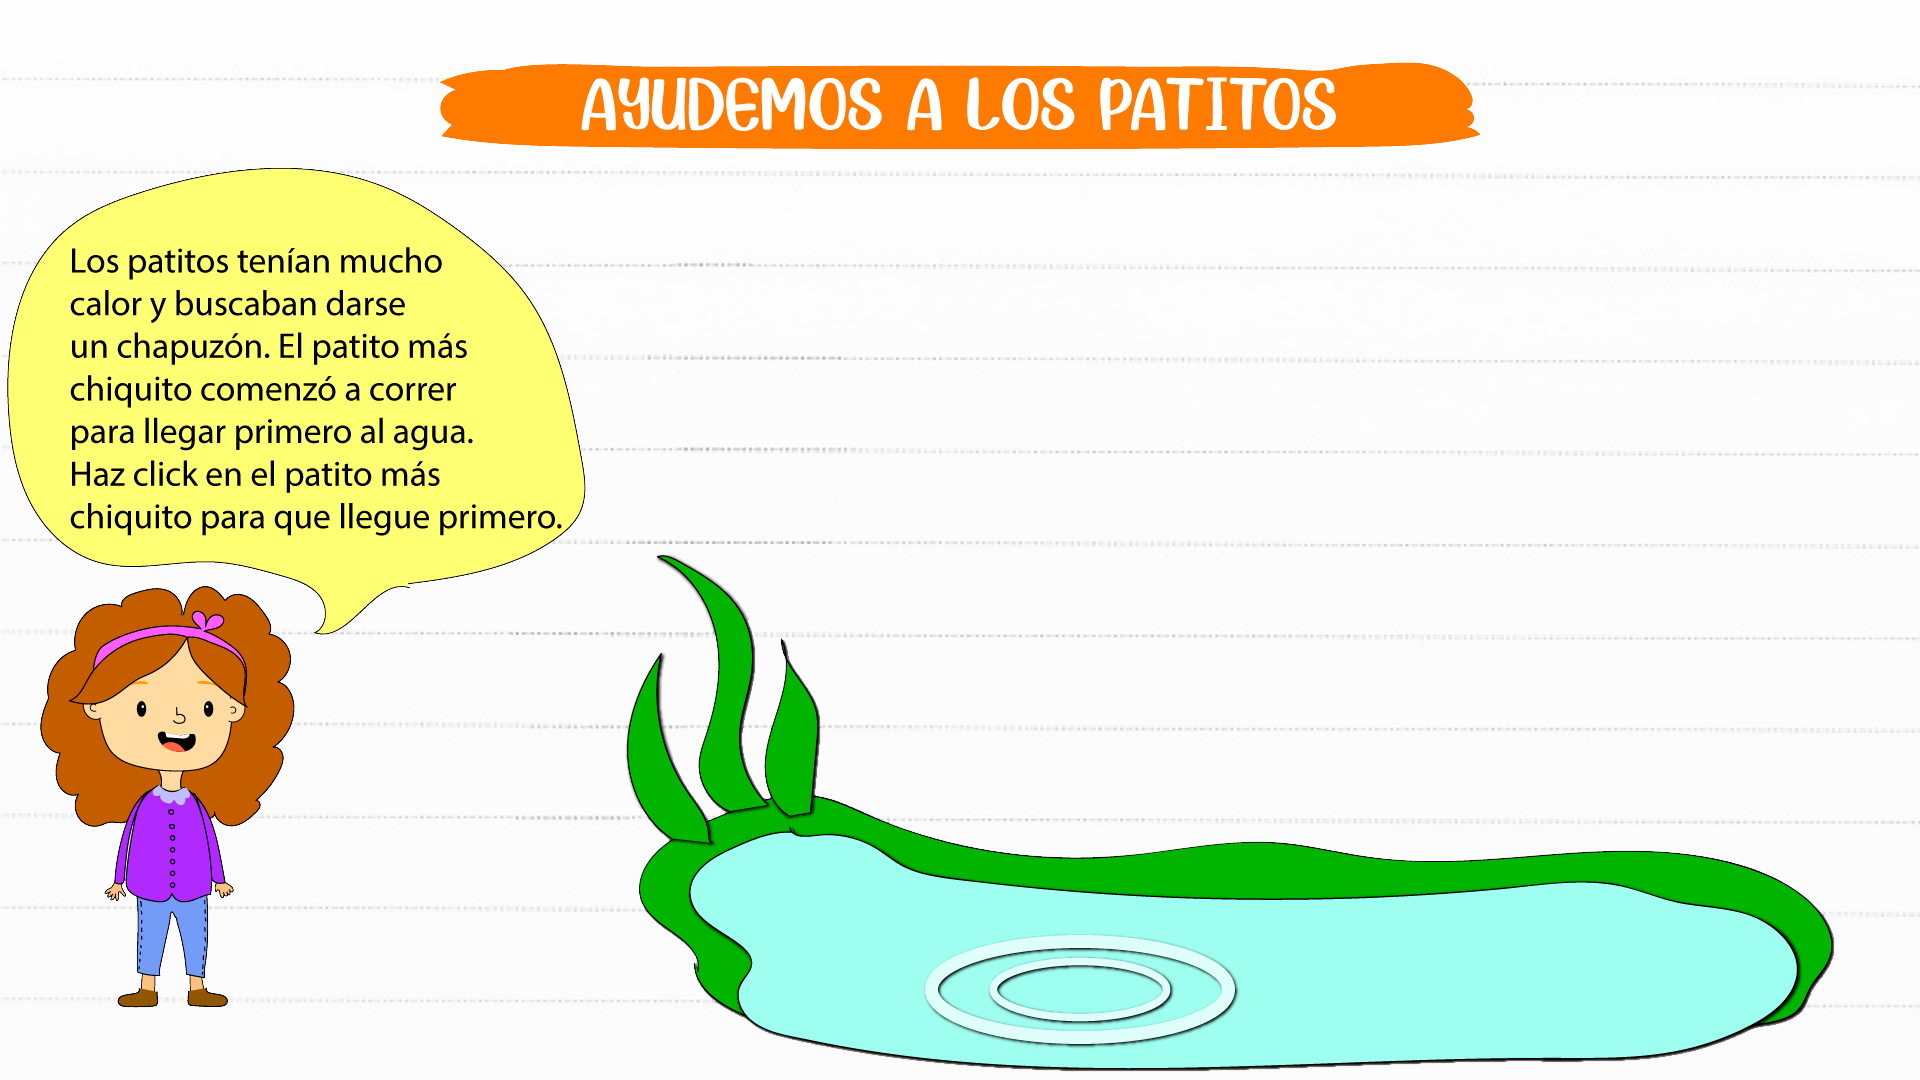 AYUDEMOS A LOS PATITOS
Los patitos tenían mucho
calor y buscaban darse
un chapuzón. El patito más
chiquito comenzó a correr
para llegar primero al agua.
Haz click en el patito más
chiquito para que llegue primero.